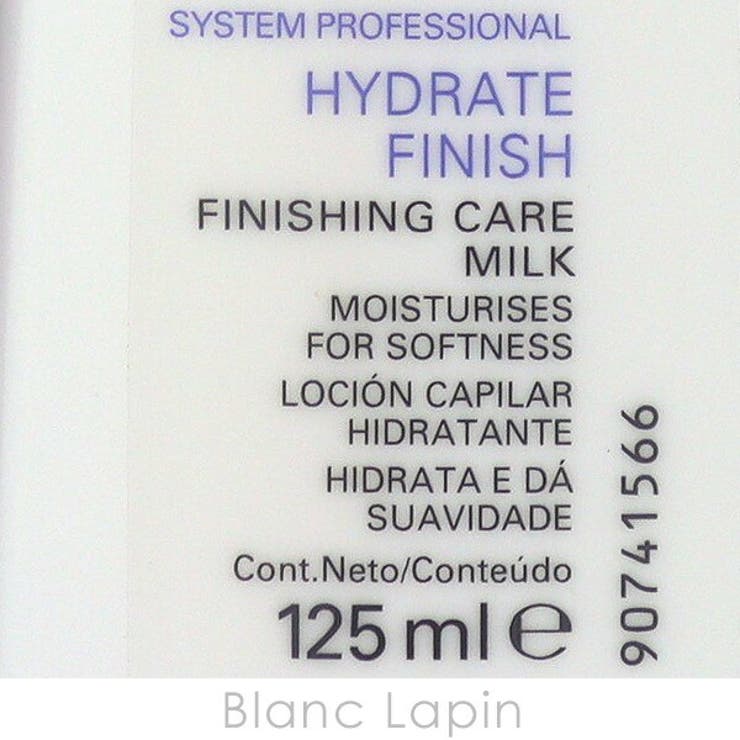 SYSTEM PROFESSIONAL
HYDRATE
FINISH
FINISHING CARE
MILK
MOISTURISES
FOR SOFTNESS
LOCIÓN CAPILAR
HIDRATANTE
HIDRATA E DÁ
SUAVIDADE
Cont.Neto/Conteúdo
125 ml ℮
90741566
Blanc Lapin